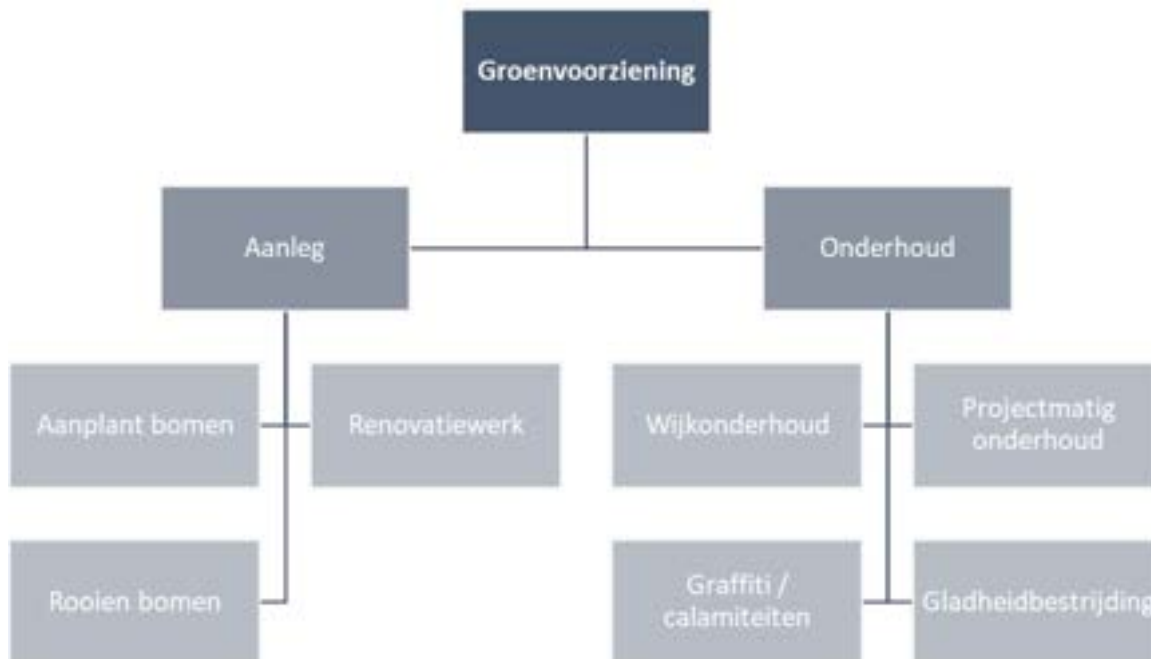 Groenvoorziening
Aanleg
Onderhoud
Aanplant bomen
Renovatiewerk
Wijkonderhoud
Projectmatig
onderhoud
Rooien bomen
Graffiti /
calamiteiten
Gladheidbestrijding